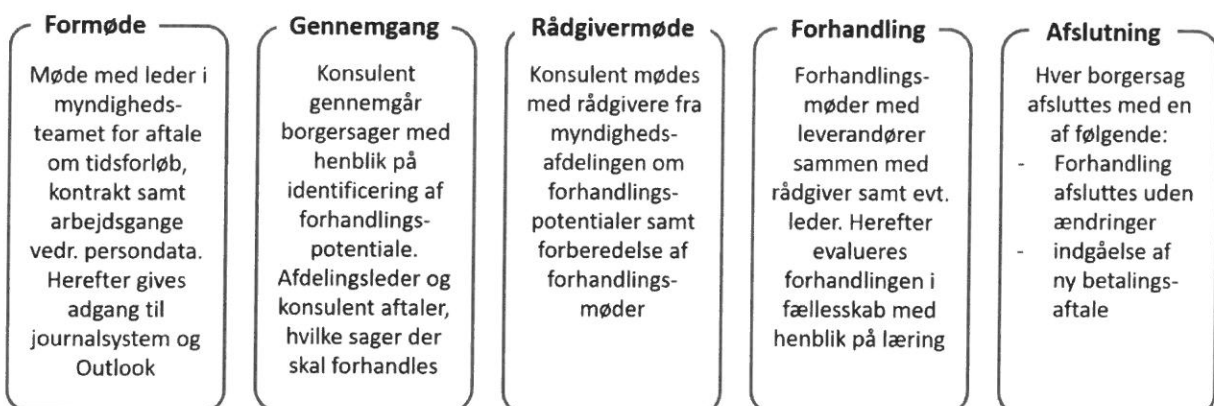 Formøde
Møde med leder i
myndigheds-
teamet for aftale
om tidsforløb,
kontrakt samt
arbejdsgange
vedr. persondata.
Herefter gives
adgang til
journalsystem og
Outlook
Gennemgang
Konsulent
gennemgår
borgersager med
henblik på
identificering af
forhandlings-
potentiale.
Afdelingsleder og
konsulent aftaler,
hvilke sager der
skal forhandles
Rådgivermøde
Konsulent mødes
med rådgivere fra
myndigheds-
afdelingen om
forhandlings-
potentialer samt
forberedelse af
forhandlings-
møder
Forhandling
Forhandlings-
møder med
leverandører
sammen med
rådgiver samt evt.
leder. Herefter
evalueres
forhandlingen i
fællesskab med
henblik på læring
Afslutning
Hver borgersag
afsluttes med en
af følgende:
- Forhandling
afsluttes uden
ændringer
- indgåelse af
ny betalings-
aftale